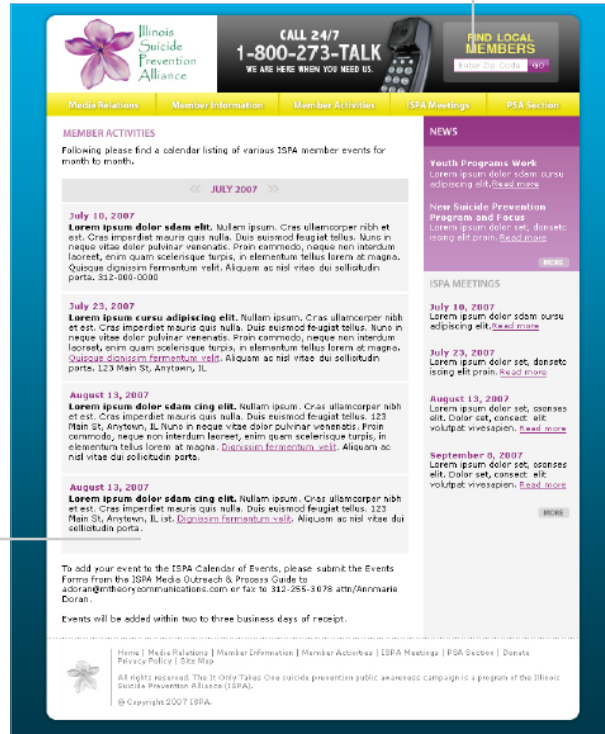 Illinois
Suicide
Prevention
Alliance
CALL 24/7
1-800-273-TALK
WE ARE HERE WHEN YOU NEED US.
FIND LOCAL
MEMBERS
Enter Zip Code GO
Media Relations Member Information Member Activities ISPA Meetings PSA Section
MEMBER ACTIVITIES
Following please find a calendar listing of various ISPA member events for
month to month.
<< JULY 2007 >>
July 10, 2007
Lorem ipsum dolor sdam elit. Nullam ipsum. Cras ullamcorper nibh et
est. Cras imperdiet mauris quis nulla. Duis euismod feugiat tellus. Nunc in
neque vitae dolor pulvinar venenatis. Proin commodo, neque non interdum
laoreet, enim quam scelerisque turpis, in elementum tellus lorem at magna.
Quisque dignissim fermentum velit. Aliquam ac nisl vitae dui sollicitudin
porta. 312-000-0000
July 23, 2007
Lorem ipsum cursu adipiscing elit. Nullam ipsum. Cras ullamcorper nibh
et est. Cras imperdiet mauris quis nulla. Duis euismod feugiat tellus. Nunc in
neque vitae dolor pulvinar venenatis. Proin commodo, neque non interdum
laoreet, enim quam scelerisque turpis, in elementum tellus lorem at magna.
Quisque dignissim fermentum velit. Aliquam ac nisl vitae dui sollicitudin
porta. 123 Main St, Anytown, IL
August 13, 2007
Lorem ipsum dolor sdam cing elit. Nullam ipsum. Cras ullamcorper nibh
et est. Cras imperdiet mauris quis nulla. Duis euismod feugiat tellus. 123
Main St, Anytown, IL Nunc in neque vitae dolor pulvinar venenatis. Proin
commodo, neque non interdum laoreet, enim quam scelerisque turpis, in
elementum tellus lorem at magna. Dignissim fermentum velit. Aliquam ac
nisl vitae dui sollicitudin porta.
August 13, 2007
Lorem ipsum dolor sdam cing elit. Nullam ipsum. Cras ullamcorper nibh
et est. Cras imperdiet mauris quis nulla. Duis euismod feugiat tellus. 123
Main St, Anytown, IL ist. Dignissim fermentum velit. Aliquam ac nisl vitae dui
sollicitudin porta.
To add your event to the ISPA Calendar of Events, please submit the Events
Forms from the ISPA Media Outreach & Process Guide to
adoran@mtheorycommunications.com or fax to 312-255-3078 attn/Annmarie
Doran.
Events will be added within two to three business days of receipt.
NEWS
Youth Programs Work
Lorem ipsum dolor sdam cursu
adipiscing elit.Read more
New Suicide Prevention
Program and Focus
Lorem ipsum dolor set, donsetc
iscing elit proin. Read more
MORE
ISPA MEETINGS
July 10, 2007
Lorem ipsum dolor sdam cursu
adipiscing elit.Read more
July 23, 2007
Lorem ipsum dolor set, donsetc
iscing elit proin. Read more
August 13, 2007
Lorem ipsum dolor set, csonses
elit. Dolor set, consect elit
volutpat vivesapien. Read more
September 8, 2007
Lorem ipsum dolor set, csonses
elit. Dolor set, consect elit
volutpat vivesapien. Read more
MORE
Home | Media Relations | Member Information | Member Activities | ISPA Meetings | PSA Section | Donate
Privacy Policy | Site Map
All rights reserved. The It Only Takes One suicide prevention public awareness campaign is a program of the Illinois
Suicide Prevention Alliance (ISPA).
© Copyright 2007 ISPA.